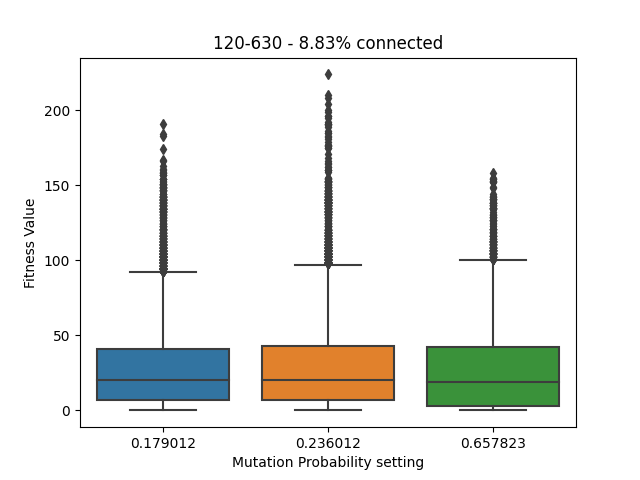 120-630 - 8.83% connected
Fitness Value
200
150
100
50
0
0.179012
0.236012
0.657823
Mutation Probability setting